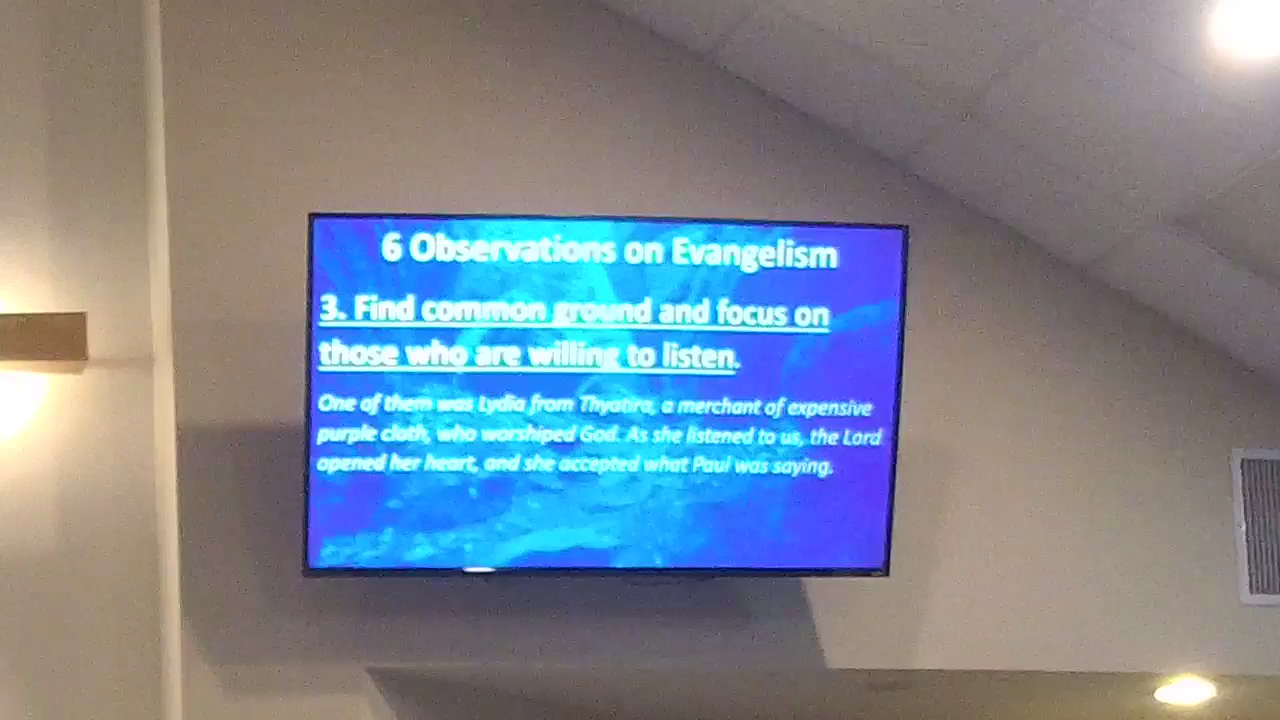 6 Observations on Evangelism
3. Find common ground and focus on
those who are willing to listen.
One of them was Lydia from Thyatira, a merchant of expensive
purple cloth, who worshiped God. As she listened to us, the Lord
opened her heart, and she accepted what Paul was saying.